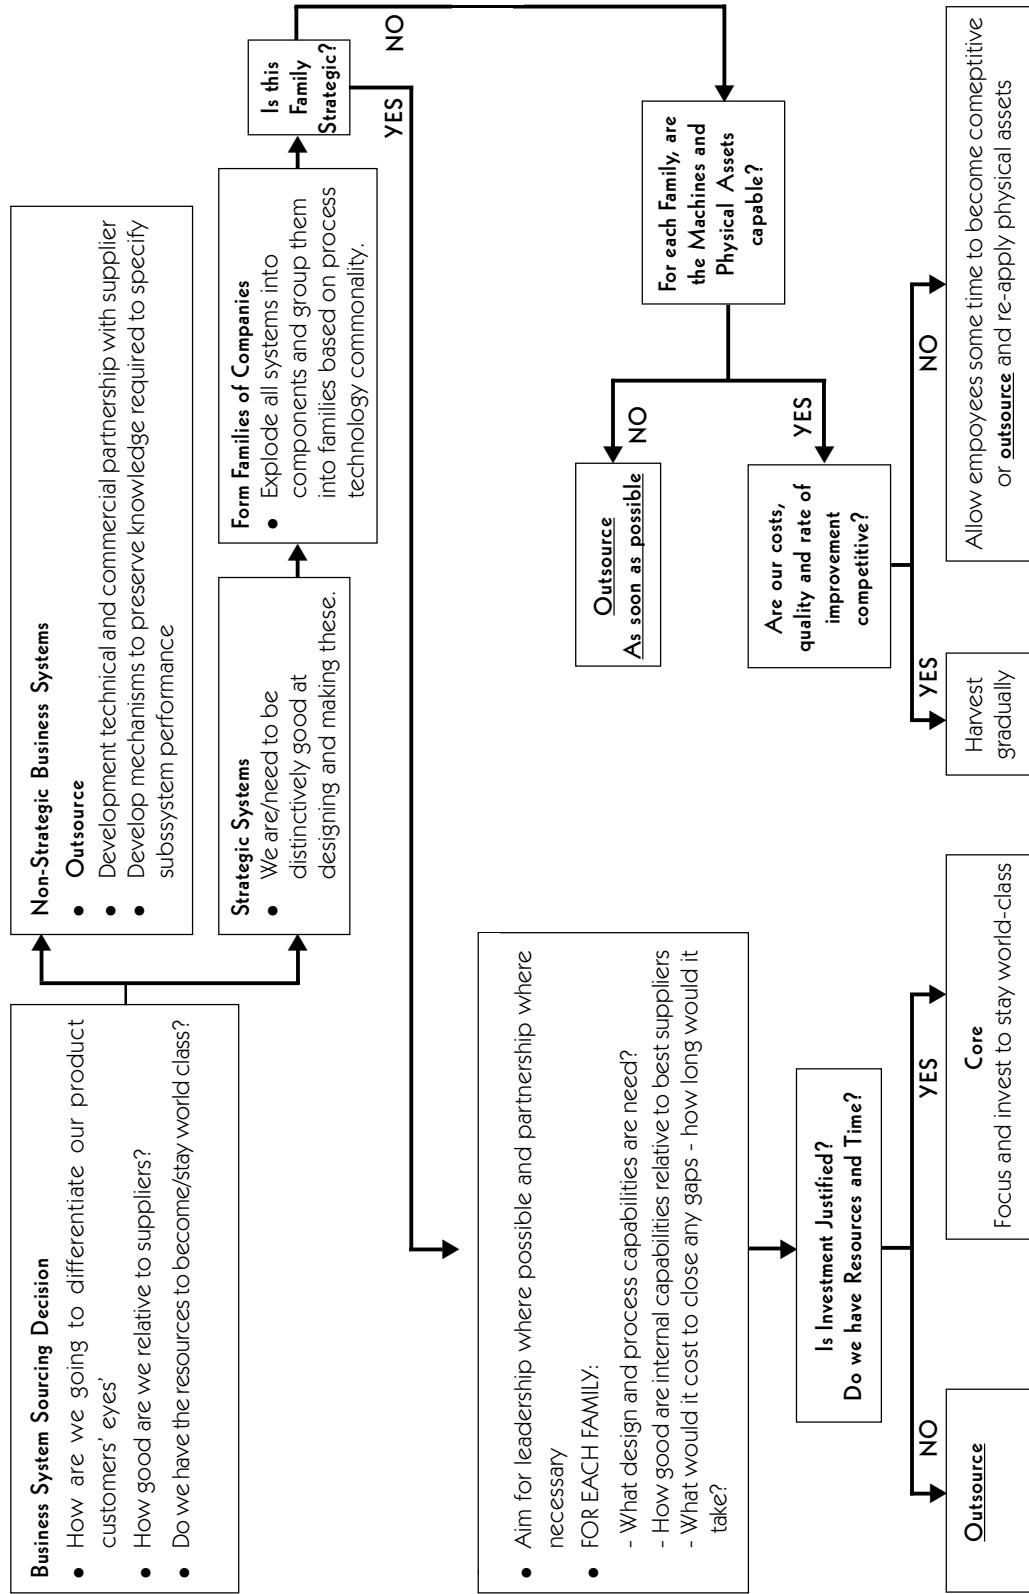 Business System Sourcing Decision
• How are we going to differentiate our product
customers' eyes'
• How good are we relative to suppliers?
• Do we have the resources to become/stay world class?
Non-Strategic Business Systems
• Outsource
• Development technical and commercial partnership with supplier
• Develop mechanisms to preserve knowledge required to specify
subssystem performance
Strategic Systems
• We are/need to be
distinctively good at
designing and making these.
Form Families of Companies
• Explode all systems into
components and group them
into families based on process
technology commonality.
Is this
Family
Strategic?
YES
NO
• Aim for leadership where possible and partnership where
necessary
• FOR EACH FAMILY:
- What design and process capabilities are need?
- How good are internal capabilities relative to best suppliers
- What would it cost to close any gaps - how long would it
take?
Is Investment Justified?
Do we have Resources and Time?
NO
YES
Outsource
Core
Focus and invest to stay world-class
For each Family, are
the Machines and
Physical Assets
capable?
NO
YES
Outsource
As soon as possible
Are our costs,
quality and rate of
improvement
competitive?
YES
NO
Harvest
gradually
Allow empoyees some time to become comeptitive
or outsource and re-apply physical assets